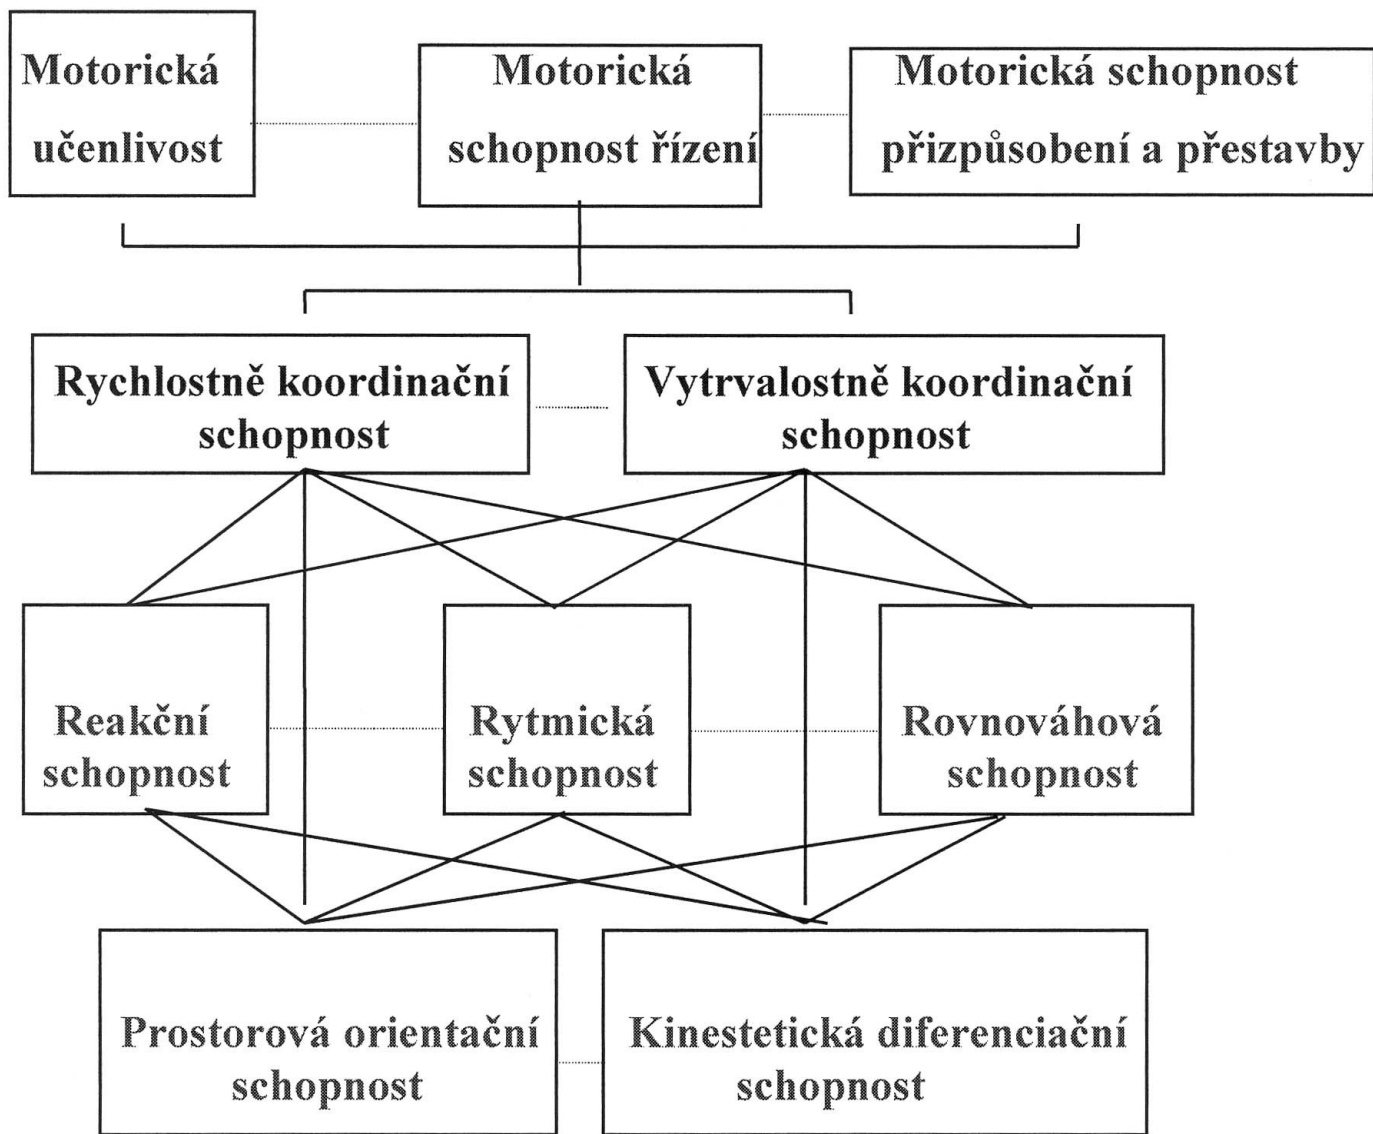 Motorická
učenlivost
Motorická
schopnost řízení
Motorická schopnost
přizpůsobení a přestavby
Rychlostně koordinační
schopnost
Vytrvalostně koordinační
schopnost
Reakční
schopnost
Rytmická
schopnost
Rovnováhová
schopnost
Prostorová orientační
schopnost
Kinestetická diferenciační
schopnost